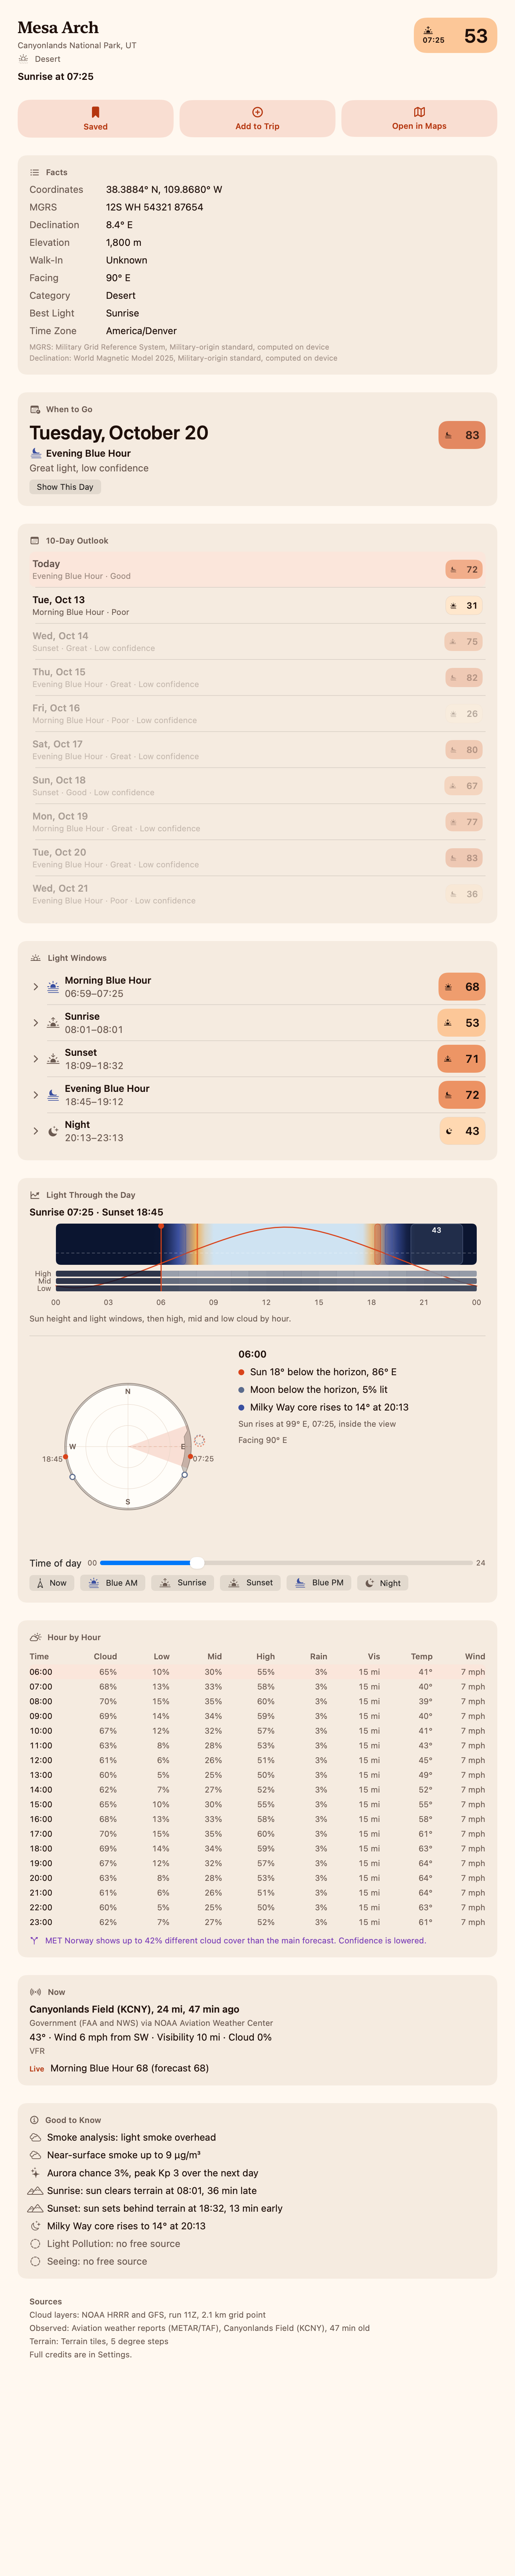 Mesa Arch
Canyonlands National Park, UT
Desert
Sunrise at 07:25
07:25
53
Saved
Add to Trip
Open in Maps
Facts
Coordinates 38.3884° N, 109.8680° W
MGRS 12S WH 54321 87654
Declination 8.4° E
Elevation 1,800 m
Walk-In Unknown
Facing 90° E
Category Desert
Best Light Sunrise
Time Zone America/Denver
MGRS: Military Grid Reference System, Military-origin standard, computed on device
Declination: World Magnetic Model 2025, Military-origin standard, computed on device
When to Go
Tuesday, October 20
Evening Blue Hour
Great light, low confidence
Show This Day
83
10-Day Outlook
Today
Evening Blue Hour · Good
72
Tue, Oct 13
Morning Blue Hour · Poor
31
Wed, Oct 14
Sunset · Great · Low confidence
75
Thu, Oct 15
Evening Blue Hour · Great · Low confidence
82
Fri, Oct 16
Morning Blue Hour · Poor · Low confidence
26
Sat, Oct 17
Evening Blue Hour · Great · Low confidence
80
Sun, Oct 18
Sunset · Good · Low confidence
67
Mon, Oct 19
Morning Blue Hour · Great · Low confidence
77
Tue, Oct 20
Evening Blue Hour · Great · Low confidence
83
Wed, Oct 21
Evening Blue Hour · Poor · Low confidence
36
Light Windows
Morning Blue Hour
06:59–07:25
68
Sunrise
08:01–08:01
53
Sunset
18:09–18:32
71
Evening Blue Hour
18:45–19:12
72
Night
20:13–23:13
43
Light Through the Day
Sunrise 07:25 · Sunset 18:45
43
High
Mid
Low
00 03 06 09 12 15 18 21 00
Sun height and light windows, then high, mid and low cloud by hour.
06:00
Sun 18° below the horizon, 86° E
Moon below the horizon, 5% lit
Milky Way core rises to 14° at 20:13
Sun rises at 99° E, 07:25, inside the view
Facing 90° E
N
W
E
S
18:45
07:25
Time of day 00 24
Now Blue AM Sunrise Sunset Blue PM Night
Hour by Hour
Time Cloud Low Mid High Rain Vis Temp Wind
06:00 65% 10% 30% 55% 3% 15 mi 41° 7 mph
07:00 68% 13% 33% 58% 3% 15 mi 40° 7 mph
08:00 70% 15% 35% 60% 3% 15 mi 39° 7 mph
09:00 69% 14% 34% 59% 3% 15 mi 40° 7 mph
10:00 67% 12% 32% 57% 3% 15 mi 41° 7 mph
11:00 63% 8% 28% 53% 3% 15 mi 43° 7 mph
12:00 61% 6% 26% 51% 3% 15 mi 45° 7 mph
13:00 60% 5% 25% 50% 3% 15 mi 49° 7 mph
14:00 62% 7% 27% 52% 3% 15 mi 52° 7 mph
15:00 65% 10% 30% 55% 3% 15 mi 55° 7 mph
16:00 68% 13% 33% 58% 3% 15 mi 58° 7 mph
17:00 70% 15% 35% 60% 3% 15 mi 61° 7 mph
18:00 69% 14% 34% 59% 3% 15 mi 63° 7 mph
19:00 67% 12% 32% 57% 3% 15 mi 64° 7 mph
20:00 63% 8% 28% 53% 3% 15 mi 64° 7 mph
21:00 61% 6% 26% 51% 3% 15 mi 64° 7 mph
22:00 60% 5% 25% 50% 3% 15 mi 63° 7 mph
23:00 62% 7% 27% 52% 3% 15 mi 61° 7 mph
MET Norway shows up to 42% different cloud cover than the main forecast. Confidence is lowered.
Now
Canyonlands Field (KCNY), 24 mi, 47 min ago
Government (FAA and NWS) via NOAA Aviation Weather Center
43° · Wind 6 mph from SW · Visibility 10 mi · Cloud 0%
VFR
Live Morning Blue Hour 68 (forecast 68)
Good to Know
Smoke analysis: light smoke overhead
Near-surface smoke up to 9 µg/m³
Aurora chance 3%, peak Kp 3 over the next day
Sunrise: sun clears terrain at 08:01, 36 min late
Sunset: sun sets behind terrain at 18:32, 13 min early
Milky Way core rises to 14° at 20:13
Light Pollution: no free source
Seeing: no free source
Sources
Cloud layers: NOAA HRRR and GFS, run 11Z, 2.1 km grid point
Observed: Aviation weather reports (METAR/TAF), Canyonlands Field (KCNY), 47 min old
Terrain: Terrain tiles, 5 degree steps
Full credits are in Settings.